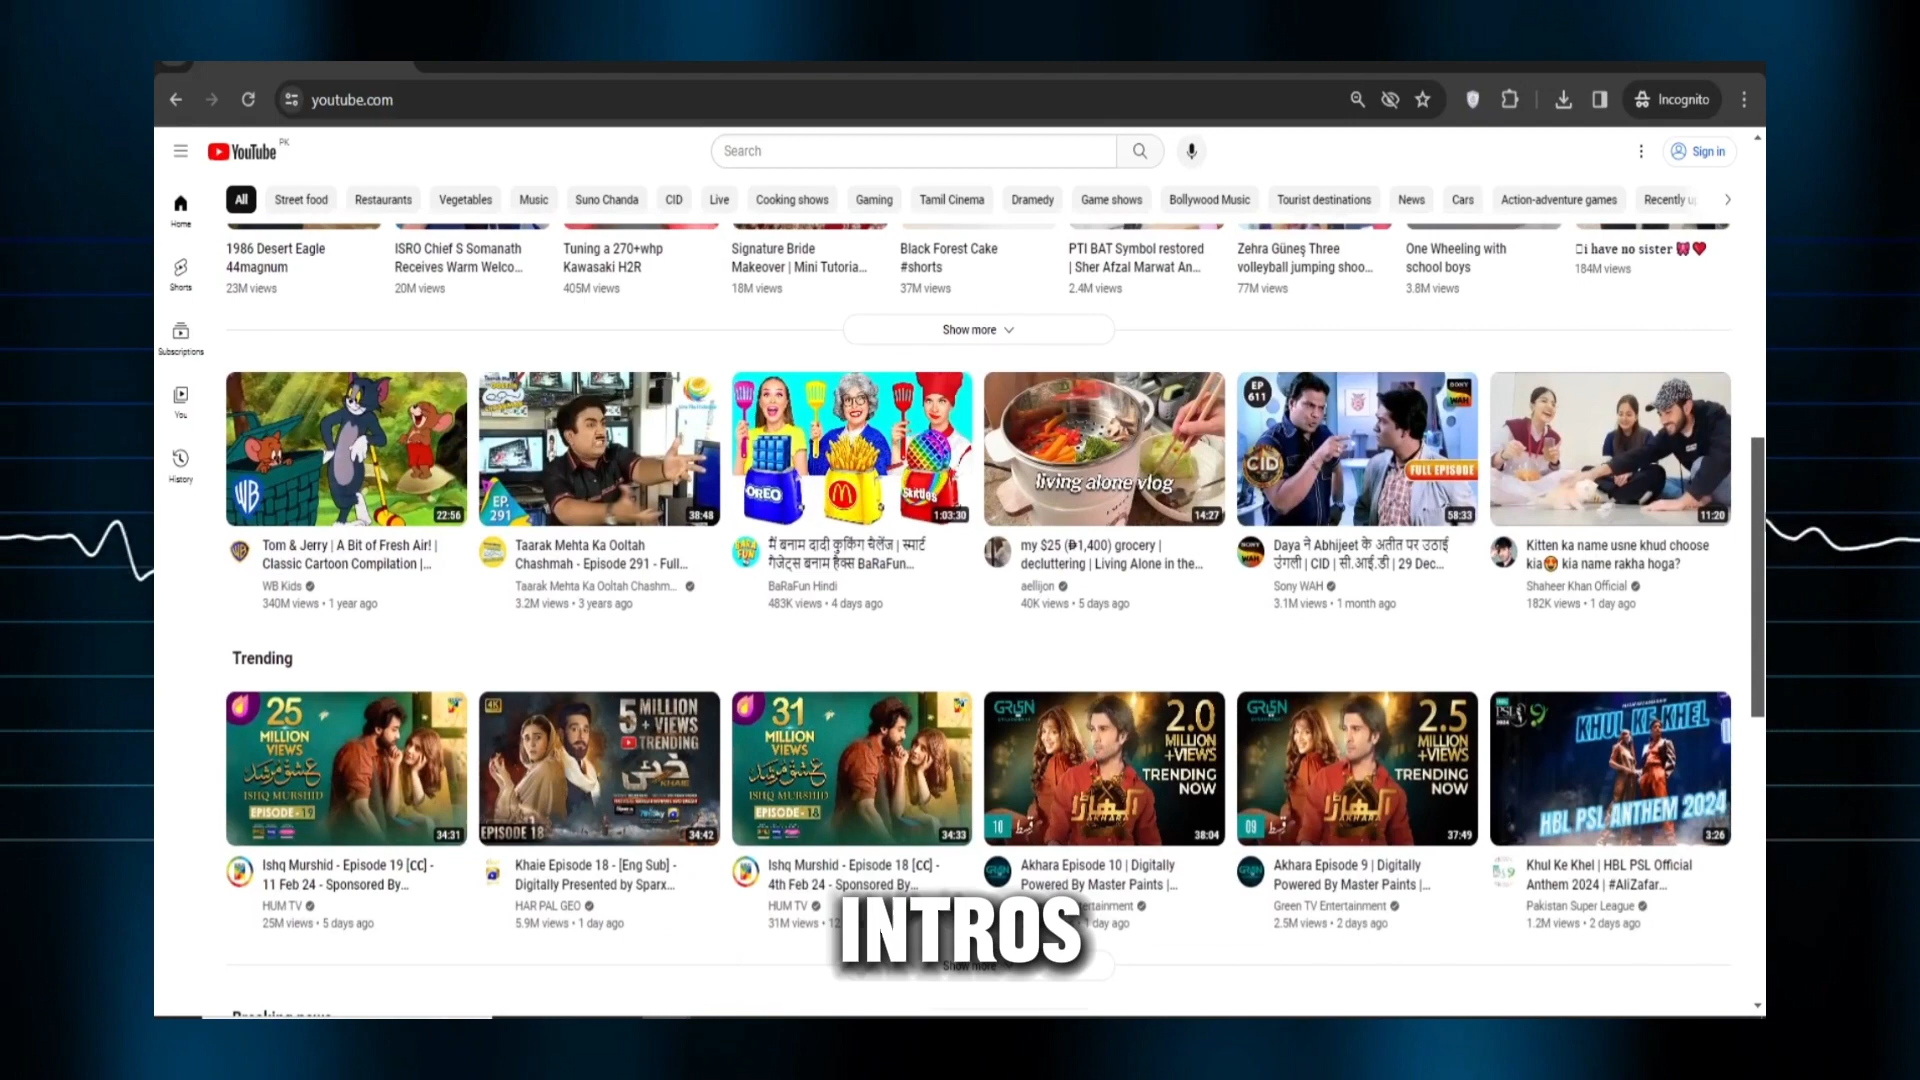 youtube.com
Incognito
YouTube PK
Search
Sign in
All
Street food
Restaurants
Vegetables
Music
Suno Chanda
CID
Live
Cooking shows
Gaming
Tamil Cinema
Dramedy
Game shows
Bollywood Music
Tourist destinations
News
Cars
Action-adventure games
Recently
Home
Shorts
Subscriptions
You
History
1986 Desert Eagle
44magnum
23M views
ISRO Chief S Somanath
Receives Warm Welco...
20M views
Tuning a 270+whp
Kawasaki H2R
405M views
Signature Bride
Makeover | Mini Tutoria...
18M views
Black Forest Cake
#shorts
37M views
PTI BAT Symbol restored
| Sher Afzal Marwat An...
2.4M views
Zehra Güneş Three
volleyball jumping shoo...
77M views
One Wheeling with
school boys
3.8M views
i have no sister
184M views
Show more
WB
22:56
EP.
291
38:48
OREO
Skittles
1:03:30
living alone vlog
14:27
EP
611
SONY
WAH
CID
FULL EPISODE
58:33
11:20
Tom & Jerry | A Bit of Fresh Air! |
Classic Cartoon Compilation |...
WB Kids
340M views • 1 year ago
Taarak Mehta Ka Ooltah
Chashmah - Episode 291 - Full...
Taarak Mehta Ka Ooltah Chashm...
3.2M views • 3 years ago
मैं बनाम दादी कुकिंग चैलेंज | स्मार्ट
गैजेट्स बनाम हैक्स BaRaFun...
BaRaFun Hindi
483K views • 4 days ago
my $25 (₱1,400) grocery |
decluttering | Living Alone in the...
aellijon
40K views • 5 days ago
Daya ने Abhijeet के अतीत पर उठाई
उंगली | CID | सी.आई.डी | 29 Dec...
Sony WAH
3.1M views • 1 month ago
Kitten ka name usne khud choose
kia😍 kia name rakha hoga?
Shaheer Khan Official
182K views • 1 day ago
Trending
25
MILLION
VIEWS
عشق مرشد
ISHQ MURSHID
EPISODE - 19
34:31
4K
5 MILLION
+ VIEWS
TRENDING
خئی
KHAIE
EPISODE 18
34:42
31
MILLION
VIEWS
عشق مرشد
ISHQ MURSHID
EPISODE - 18
34:33
GREEN
2.0
MILLION
+VIEWS
TRENDING
NOW
اکھاڑا
AKHARA
10 قسط
38:04
GREEN
2.5
MILLION
+VIEWS
TRENDING
NOW
اکھاڑا
AKHARA
09 قسط
37:49
PSL 9
KHUL KE KHEL
HBL PSL ANTHEM 2024
3:26
Ishq Murshid - Episode 19 [CC] -
11 Feb 24 - Sponsored By...
HUM TV
25M views • 5 days ago
Khaie Episode 18 - [Eng Sub] -
Digitally Presented by Sparx...
HAR PAL GEO
5.9M views • 1 day ago
Ishq Murshid - Episode 18 [CC] -
4th Feb 24 - Sponsored By...
HUM TV
31M views • 12
Akhara Episode 10 | Digitally
Powered By Master Paints |...
ertainment
1 day ago
Akhara Episode 9 | Digitally
Powered By Master Paints |...
Green TV Entertainment
2.5M views • 2 days ago
Khul Ke Khel | HBL PSL Official
Anthem 2024 | #AliZafar...
Pakistan Super League
1.2M views • 2 days ago
INTROS
Show more